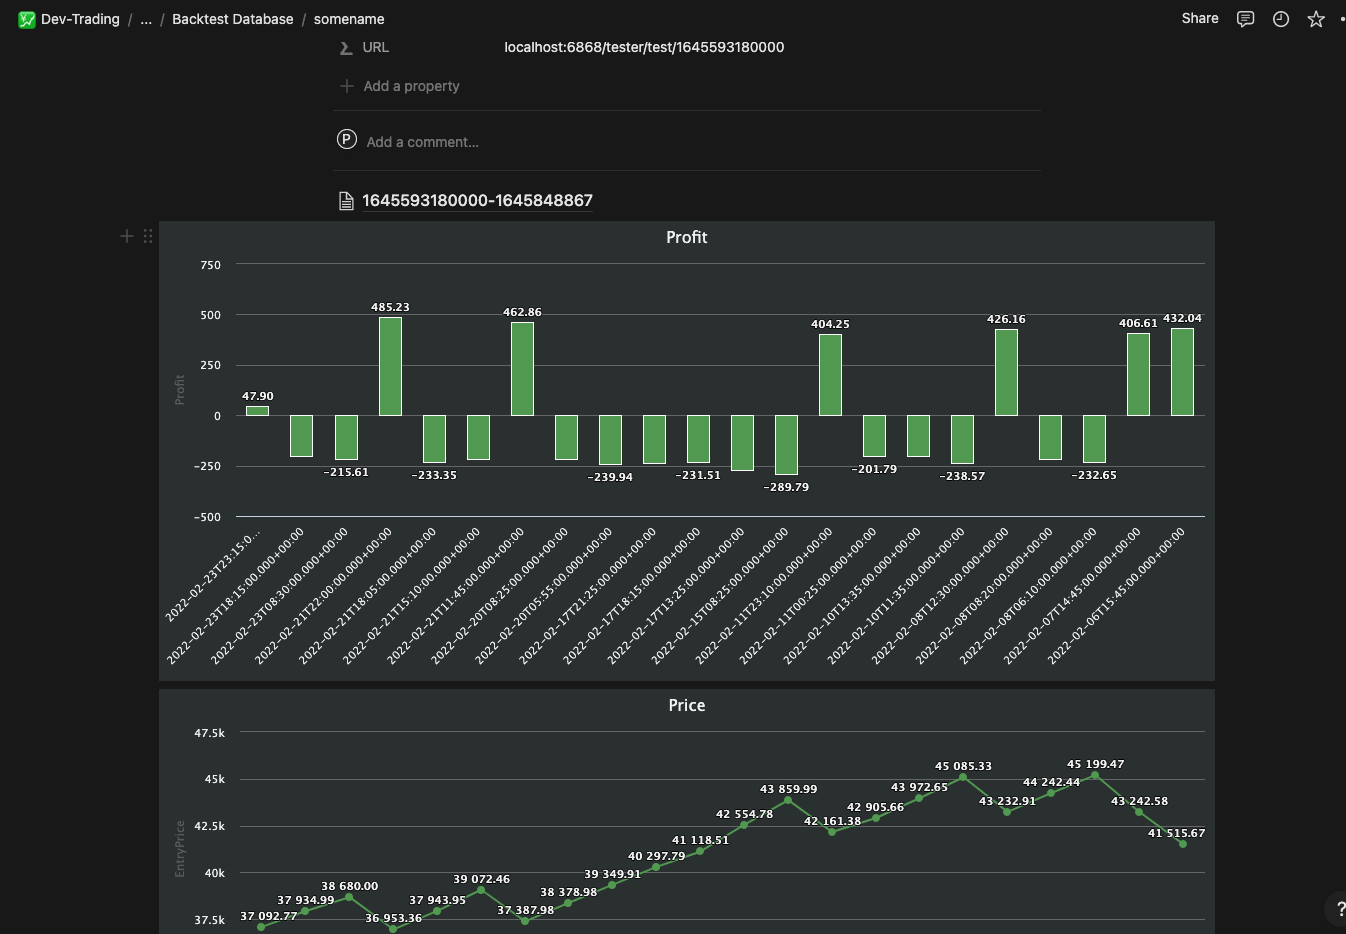 Dev-Trading / ... / Backtest Database / somename
Share
URL localhost:6868/tester/test/1645593180000
Add a property
P Add a comment...
1645593180000-1645848867
Profit
750
500
250
0
−250
−500
Profit
47.90
−215.61
485.23
−233.35
462.86
−239.94
−231.51
−289.79
404.25
−201.79
−238.57
426.16
−232.65
406.61
432.04
2022-02-23T23:15:0...
2022-02-23T18:15:00.000+00:00
2022-02-23T08:30:00.000+00:00
2022-02-21T22:00:00.000+00:00
2022-02-21T18:05:00.000+00:00
2022-02-21T15:10:00.000+00:00
2022-02-21T11:45:00.000+00:00
2022-02-20T08:25:00.000+00:00
2022-02-20T05:55:00.000+00:00
2022-02-17T21:25:00.000+00:00
2022-02-17T18:15:00.000+00:00
2022-02-17T13:25:00.000+00:00
2022-02-15T08:25:00.000+00:00
2022-02-11T23:10:00.000+00:00
2022-02-11T00:25:00.000+00:00
2022-02-10T13:35:00.000+00:00
2022-02-10T11:35:00.000+00:00
2022-02-08T12:30:00.000+00:00
2022-02-08T08:20:00.000+00:00
2022-02-08T06:10:00.000+00:00
2022-02-07T14:45:00.000+00:00
2022-02-06T15:45:00.000+00:00
Price
47.5k
45k
42.5k
40k
37.5k
EntryPrice
37 092.77
37 934.99
38 680.00
36 953.36
37 943.95
39 072.46
37 387.98
38 378.98
39 349.91
40 297.79
41 118.51
42 554.78
43 859.99
42 161.38
42 905.66
43 972.65
45 085.33
43 232.91
44 242.44
45 199.47
43 242.58
41 515.67
?